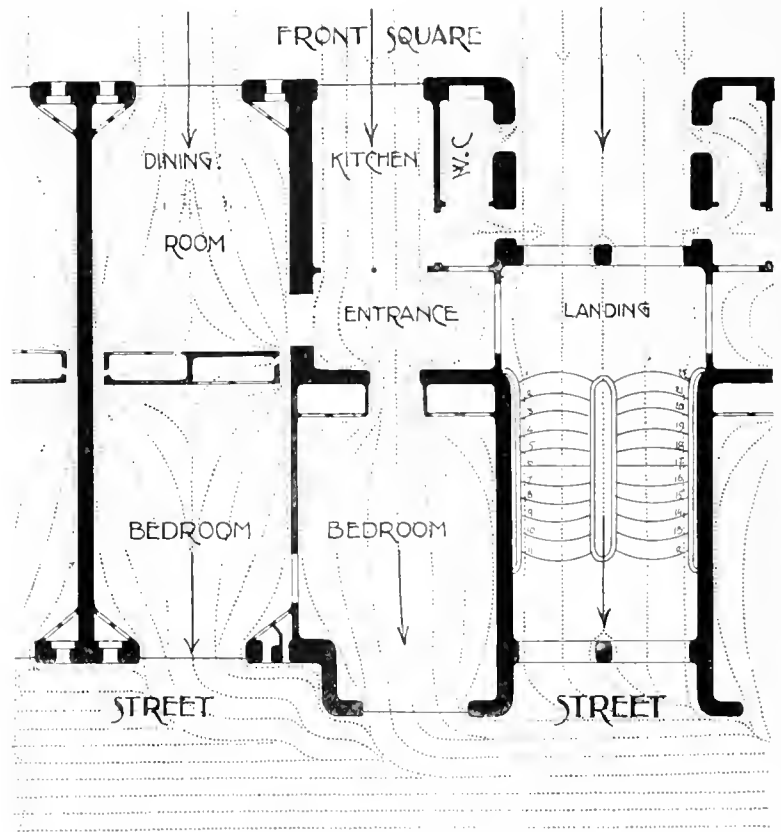 FRONT SQUARE
DINING:
ROOM
KITCHEN
W.C
ENTRANCE
LANDING
BEDROOM
BEDROOM
STREET
STREET